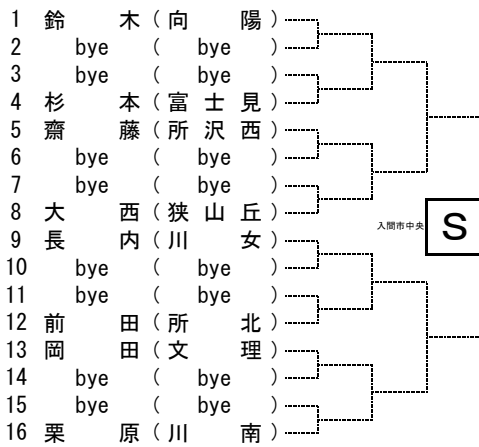 1 鈴 木 ( 向 陽 )
2 bye ( bye )
3 bye ( bye )
4 杉 本 ( 富 士 見 )
5 齋 藤 ( 所 沢 西 )
6 bye ( bye )
7 bye ( bye )
8 大 西 ( 狭 山 丘 )
入間市中央 S
9 長 内 ( 川 女 )
10 bye ( bye )
11 bye ( bye )
12 前 田 ( 所 北 )
13 岡 田 ( 文 理 )
14 bye ( bye )
15 bye ( bye )
16 栗 原 ( 川 南 )